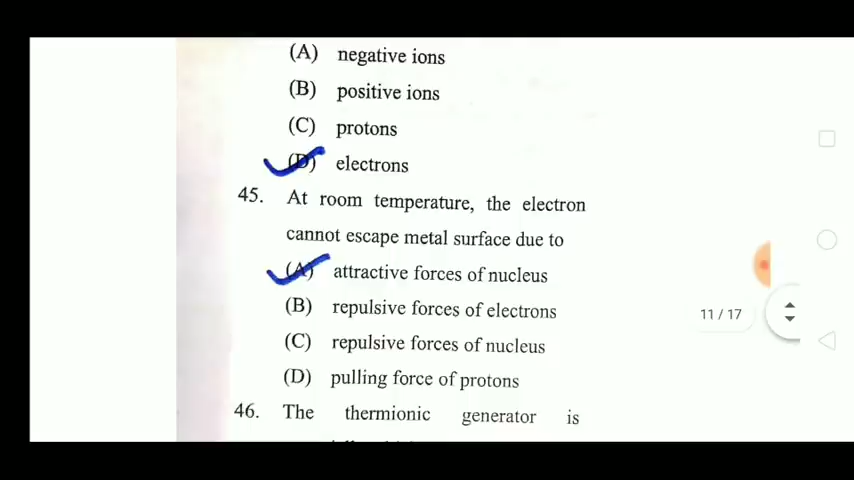 (A) negative ions
(B) positive ions
(C) protons
(D) electrons
45. At room temperature, the electron
cannot escape metal surface due to
(A) attractive forces of nucleus
(B) repulsive forces of electrons
(C) repulsive forces of nucleus
(D) pulling force of protons
46. The thermionic generator is
11 / 17